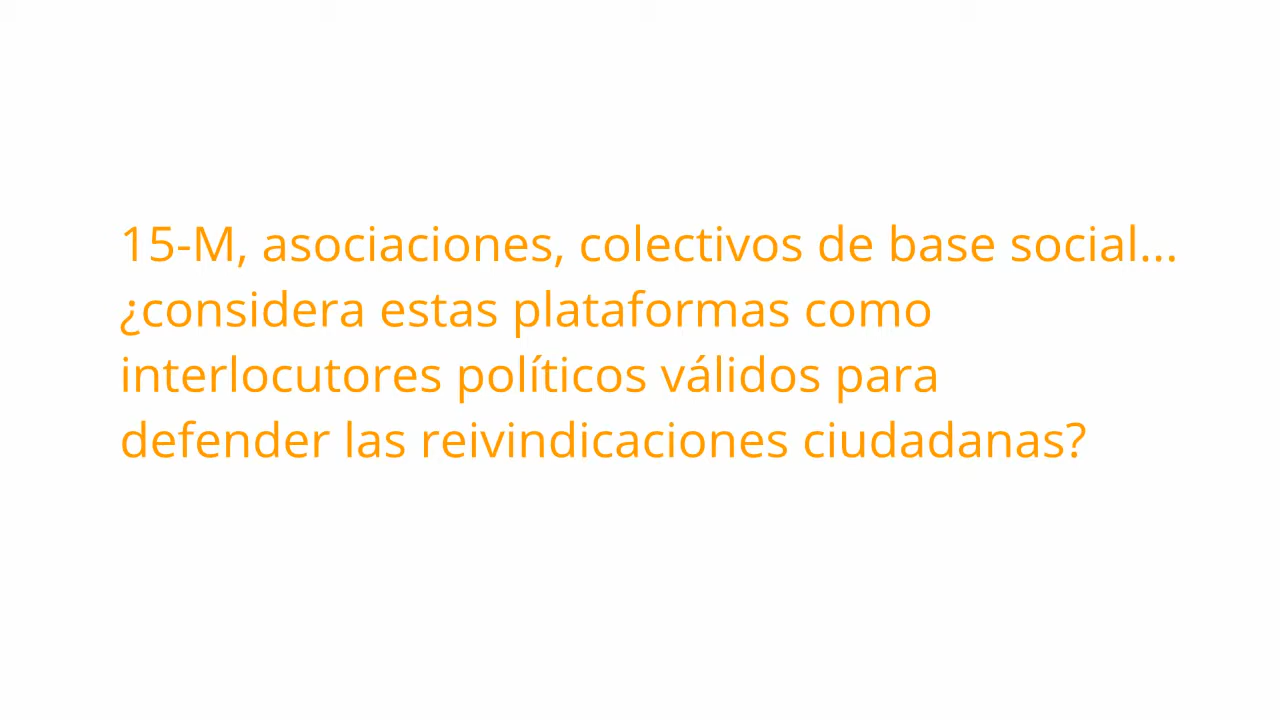 15-M, asociaciones, colectivos de base social...
¿considera estas plataformas como
interlocutores políticos válidos para
defender las reivindicaciones ciudadanas?